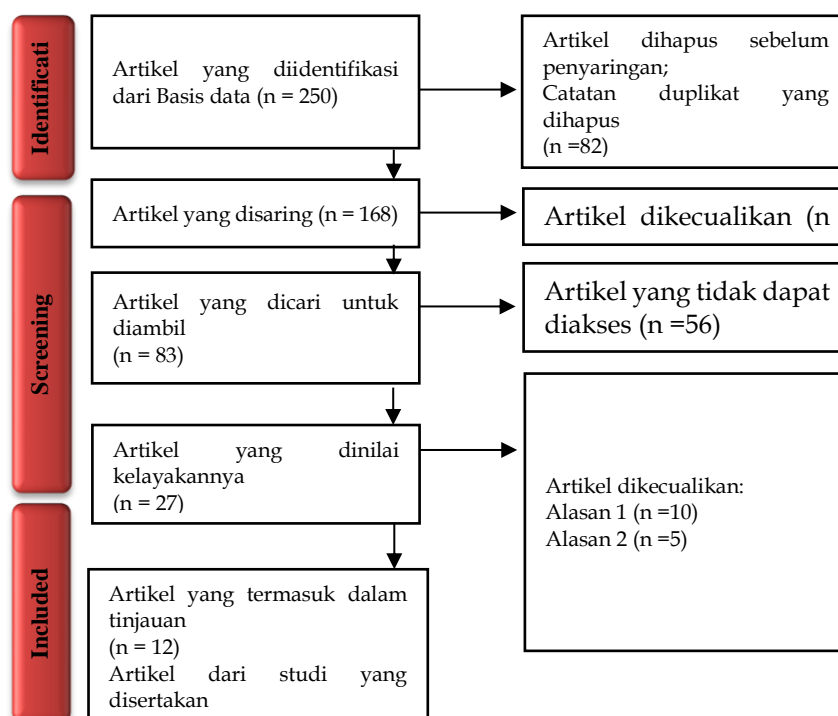 Identificati
Artikel yang diidentifikasi
dari Basis data (n = 250)
Artikel dihapus sebelum
penyaringan;
Catatan duplikat yang
dihapus
(n =82)
Screening
Artikel yang disaring (n = 168)
Artikel dikecualikan (n
Artikel yang dicari untuk
diambil
(n = 83)
Artikel yang tidak dapat
diakses (n =56)
Artikel yang dinilai
kelayakannya
(n = 27)
Artikel dikecualikan:
Alasan 1 (n =10)
Alasan 2 (n =5)
Included
Artikel yang termasuk dalam
tinjauan
(n = 12)
Artikel dari studi yang
disertakan